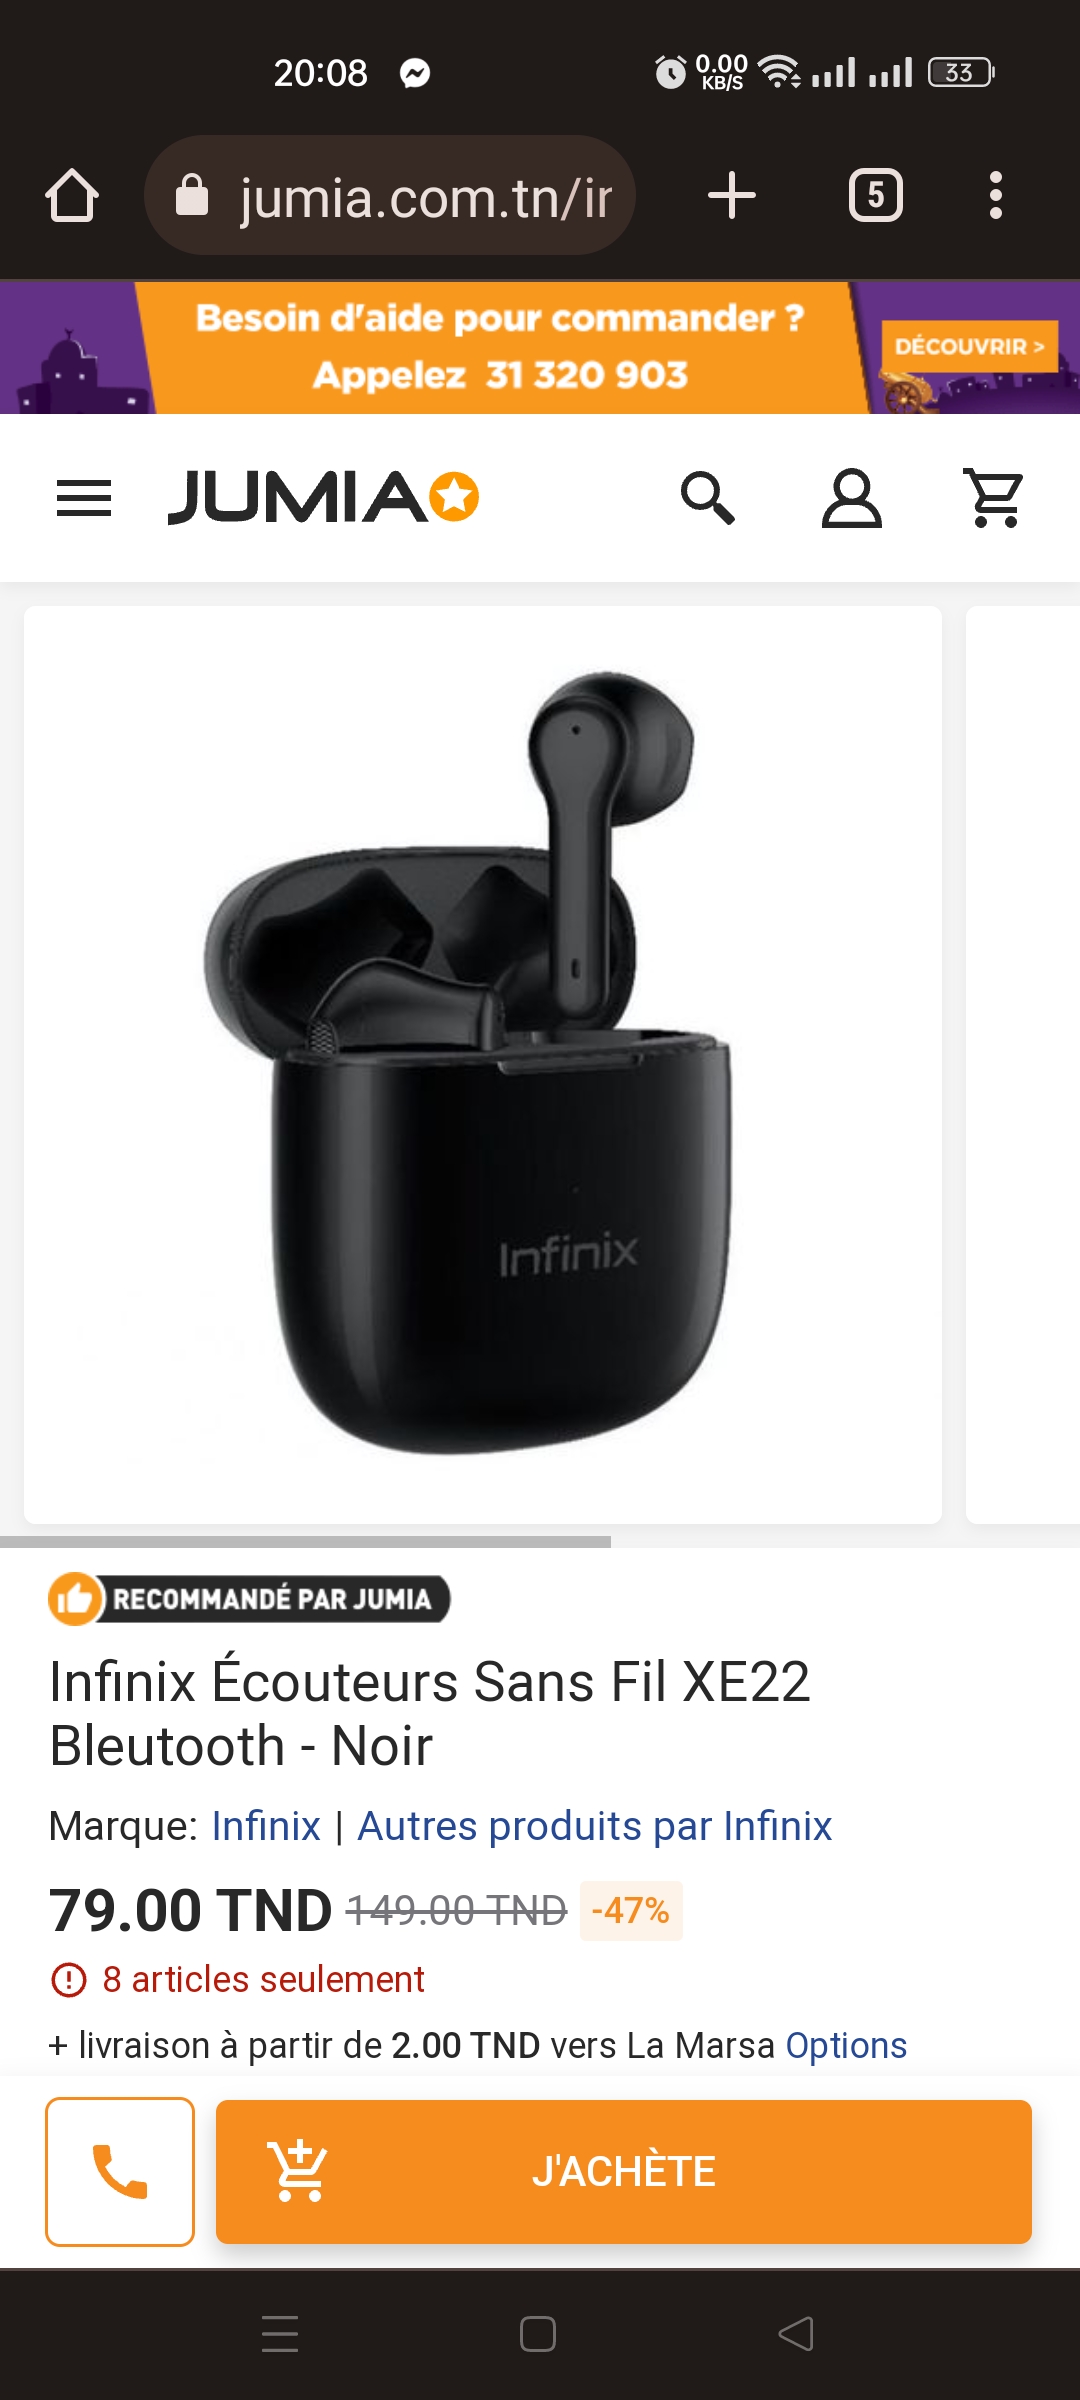 20:08
0.00
KB/S
33
jumia.com.tn/ir
5
Besoin d'aide pour commander ?
Appelez 31 320 903
DÉCOUVRIR >
JUMIA
Infinix
RECOMMANDÉ PAR JUMIA
Infinix Écouteurs Sans Fil XE22
Bleutooth - Noir
Marque: Infinix | Autres produits par Infinix
79.00 TND 149.00 TND -47%
8 articles seulement
+ livraison à partir de 2.00 TND vers La Marsa Options
J'ACHÈTE